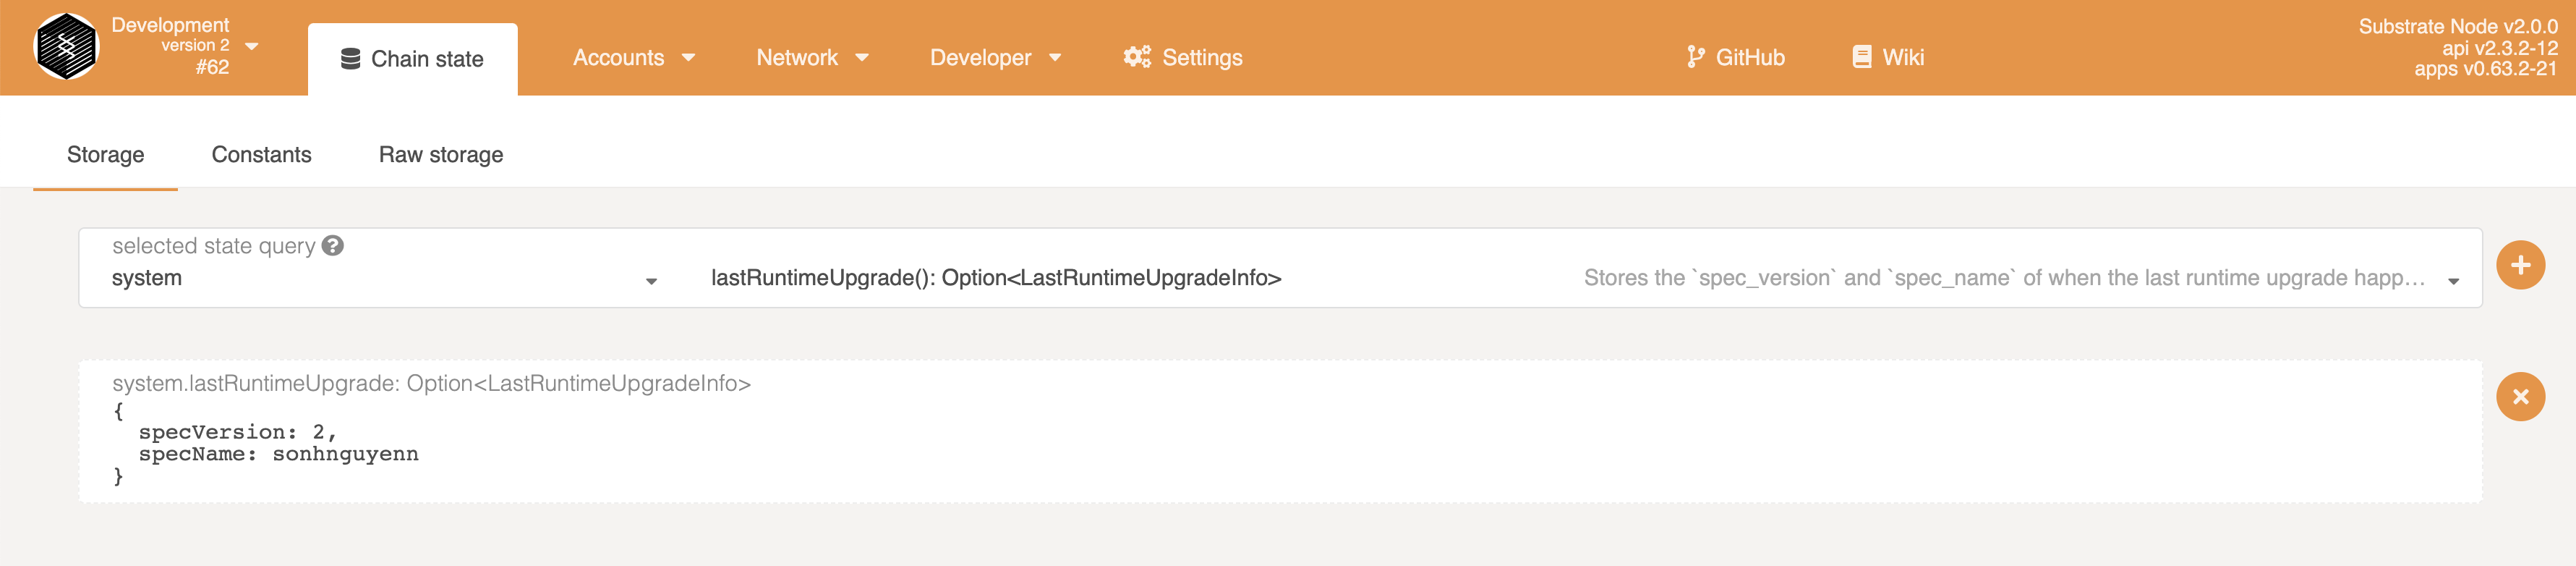 Development
version 2
#62
Chain state
Accounts
Network
Developer
Settings
GitHub
Wiki
Substrate Node v2.0.0
api v2.3.2-12
apps v0.63.2-21
Storage
Constants
Raw storage
selected state query ?
system
lastRuntimeUpgrade(): Option<LastRuntimeUpgradeInfo>
Stores the `spec_version` and `spec_name` of when the last runtime upgrade happ…
system.lastRuntimeUpgrade: Option<LastRuntimeUpgradeInfo>
{
  specVersion: 2,
  specName: sonhnguyenn
}